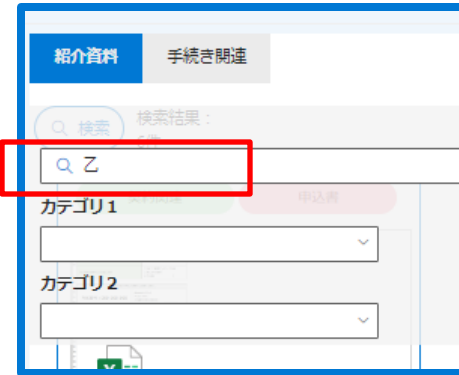 紹介資料 手続き関連
検索 検索結果：
乙
申込書
カテゴリ1
カテゴリ2